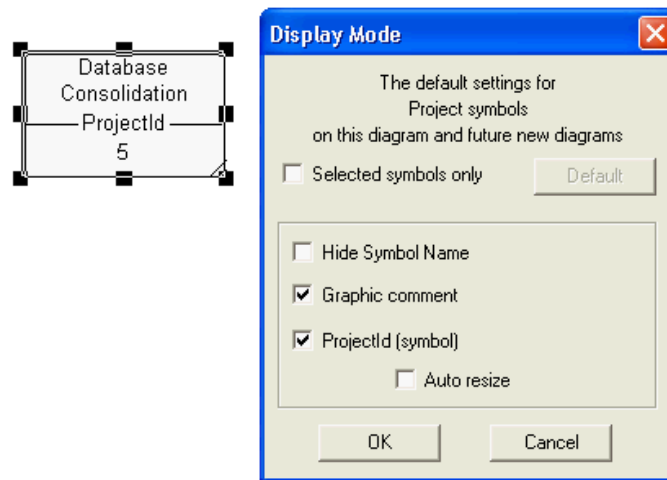 Database
Consolidation
ProjectId
5
Display Mode
The default settings for
Project symbols
on this diagram and future new diagrams
Selected symbols only
Default
Hide Symbol Name
Graphic comment
ProjectId (symbol)
Auto resize
OK
Cancel